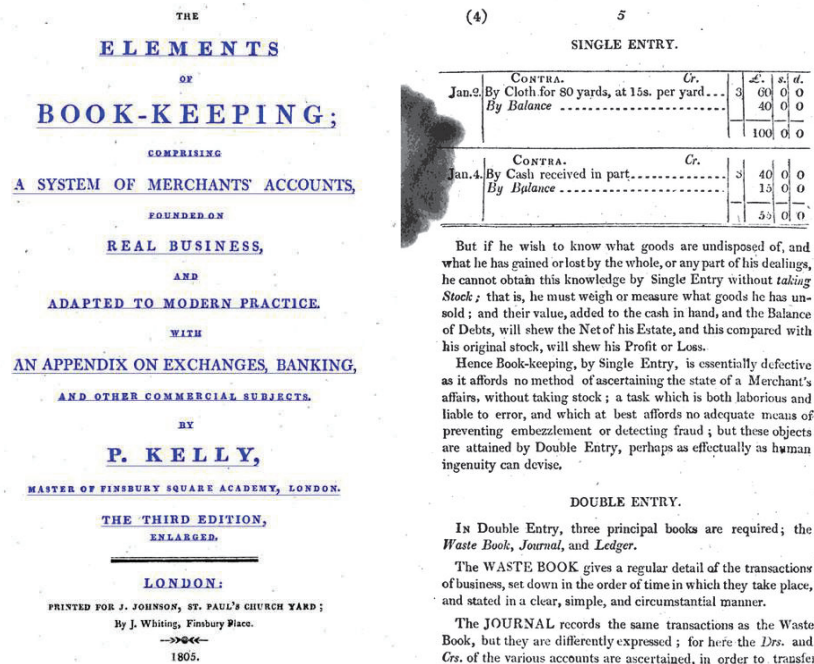 THE
ELEMENTS
OF
BOOK-KEEPING;
COMPRISING
A SYSTEM OF MERCHANTS' ACCOUNTS,
FOUNDED ON
REAL BUSINESS,
AND
ADAPTED TO MODERN PRACTICE.
WITH
AN APPENDIX ON EXCHANGES, BANKING,
AND OTHER COMMERCIAL SUBJECTS.
BY
P. KELLY,
MASTER OF FINSBURY SQUARE ACADEMY, LONDON.
THE THIRD EDITION,
ENLARGED.
LONDON:
PRINTED FOR J. JOHNSON, ST. PAUL'S CHURCH YARD;
By J. Whiting, Finsbury Place.
1805.
(4) 5
SINGLE ENTRY.
CONTRA. Cr. £. s. d.
Jan.2. By Cloth for 80 yards, at 15s. per yard... 3 60 0 0
By Balance 40 0 0
100 0 0
CONTRA. Cr.
Jan.4. By Cash received in part 3 40 0 0
By Balance 15 0 0
55 0 0
But if he wish to know what goods are undisposed of, and
what he has gained or lost by the whole, or any part of his dealings,
he cannot obtain this knowledge by Single Entry without taking
Stock; that is, he must weigh or measure what goods he has un-
sold; and their value, added to the cash in hand, and the Balance
of Debts, will shew the Net of his Estate, and this compared with
his original stock, will shew his Profit or Loss.
Hence Book-keeping, by Single Entry, is essentially defective
as it affords no method of ascertaining the state of a Merchant's
affairs, without taking stock; a task which is both laborious and
liable to error, and which at best affords no adequate means of
preventing embezzlement or detecting fraud; but these objects
are attained by Double Entry, perhaps as effectually as human
ingenuity can devise.
DOUBLE ENTRY.
IN Double Entry, three principal books are required; the
Waste Book, Journal, and Ledger.
The WASTE BOOK gives a regular detail of the transactions
of business, set down in the order of time in which they take place,
and stated in a clear, simple, and circumstantial manner.
The JOURNAL records the same transactions as the Waste
Book, but they are differently expressed; for here the Drs. and
Crs. of the various accounts are ascertained, in order to transfer